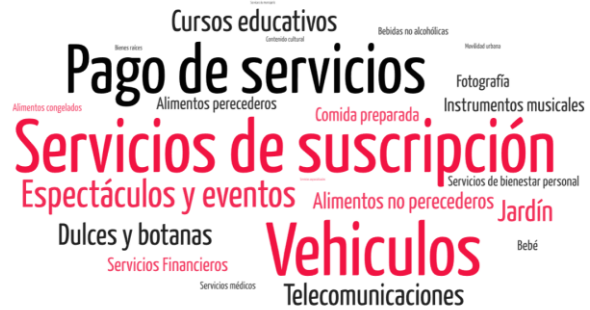 Cursos educativos
Contenido cultural
Bebidas no alcohólicas
Bienes raíces
Movilidad urbana
Pago de servicios
Fotografía
Alimentos congelados
Alimentos perecederos
Comida preparada
Instrumentos musicales
Servicios de suscripción
Servicios de bienestar personal
Espectáculos y eventos
Alimentos no perecederos
Jardín
Dulces y botanas
Vehiculos
Bebé
Servicios Financieros
Servicios médicos
Telecomunicaciones